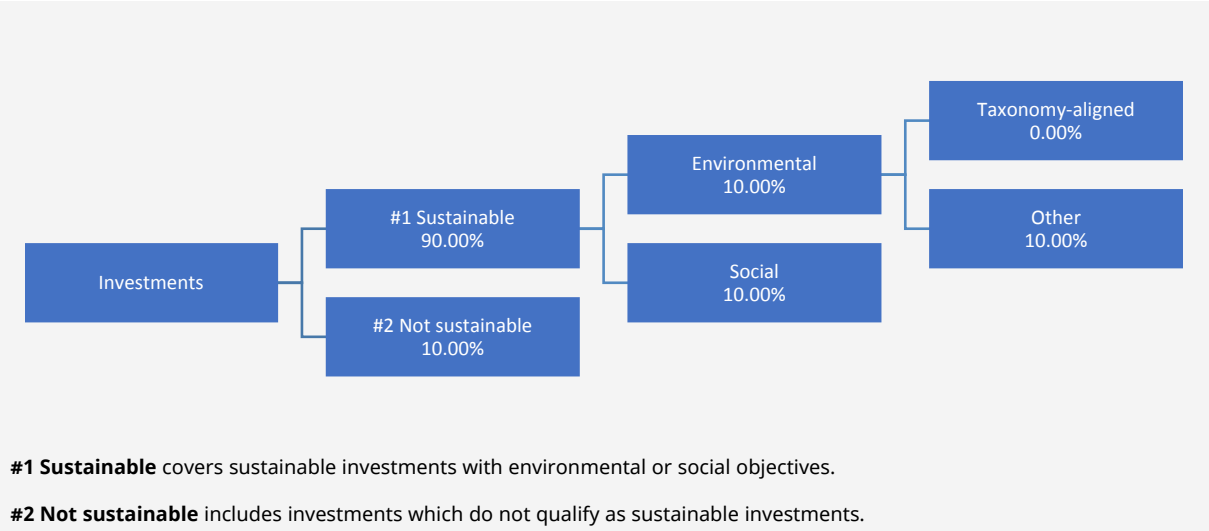 Investments
#1 Sustainable
90.00%
#2 Not sustainable
10.00%
Environmental
10.00%
Social
10.00%
Taxonomy-aligned
0.00%
Other
10.00%
#1 Sustainable covers sustainable investments with environmental or social objectives.
#2 Not sustainable includes investments which do not qualify as sustainable investments.